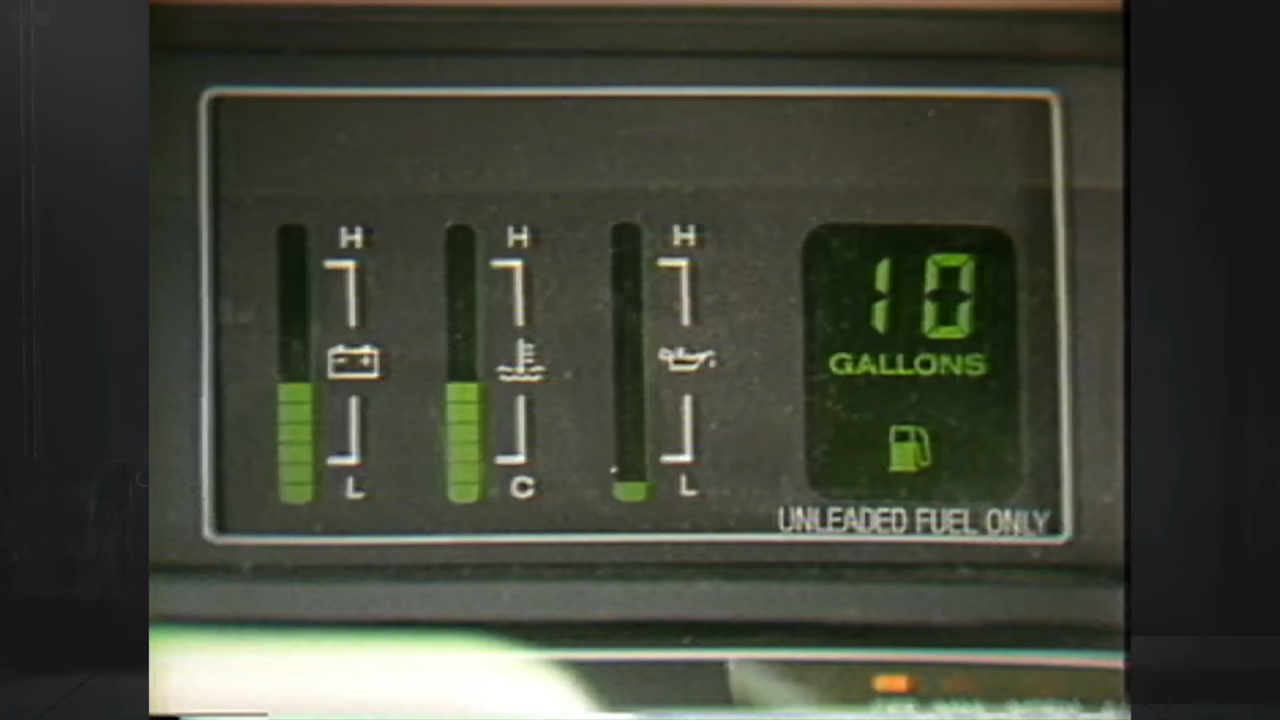 H H H
10
GALLONS
L C L
UNLEADED FUEL ONLY